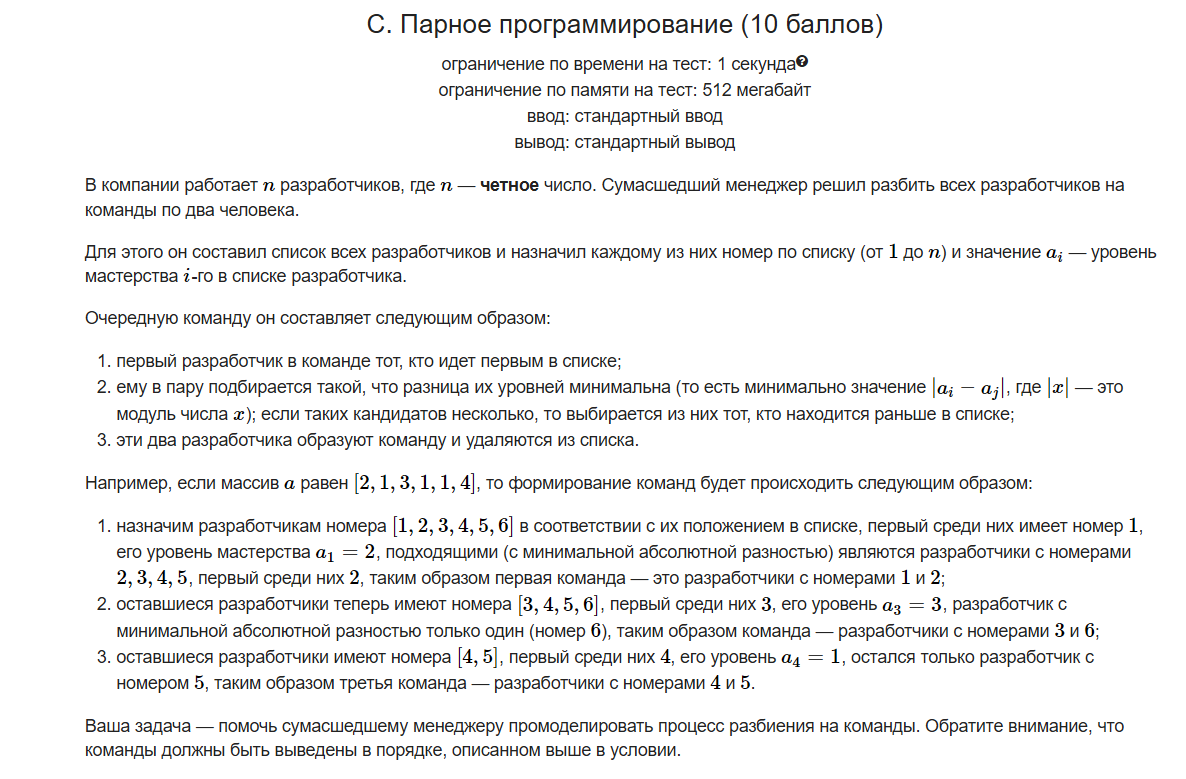 С. Парное программирование (10 баллов)
ограничение по времени на тест: 1 секунда?
ограничение по памяти на тест: 512 мегабайт
ввод: стандартный ввод
вывод: стандартный вывод
В компании работает n разработчиков, где n — четное число. Сумасшедший менеджер решил разбить всех разработчиков на
команды по два человека.
Для этого он составил список всех разработчиков и назначил каждому из них номер по списку (от 1 до n) и значение aᵢ — уровень
мастерства i-го в списке разработчика.
Очередную команду он составляет следующим образом:
1. первый разработчик в команде тот, кто идет первым в списке;
2. ему в пару подбирается такой, что разница их уровней минимальна (то есть минимально значение |aᵢ − aⱼ|, где |x| — это
модуль числа x); если таких кандидатов несколько, то выбирается из них тот, кто находится раньше в списке;
3. эти два разработчика образуют команду и удаляются из списка.
Например, если массив a равен [2, 1, 3, 1, 1, 4], то формирование команд будет происходить следующим образом:
1. назначим разработчикам номера [1, 2, 3, 4, 5, 6] в соответствии с их положением в списке, первый среди них имеет номер 1,
его уровень мастерства a₁ = 2, подходящими (с минимальной абсолютной разностью) являются разработчики с номерами
2, 3, 4, 5, первый среди них 2, таким образом первая команда — это разработчики с номерами 1 и 2;
2. оставшиеся разработчики теперь имеют номера [3, 4, 5, 6], первый среди них 3, его уровень a₃ = 3, разработчик с
минимальной абсолютной разностью только один (номер 6), таким образом команда — разработчики с номерами 3 и 6;
3. оставшиеся разработчики имеют номера [4, 5], первый среди них 4, его уровень a₄ = 1, остался только разработчик с
номером 5, таким образом третья команда — разработчики с номерами 4 и 5.
Ваша задача — помочь сумасшедшему менеджеру промоделировать процесс разбиения на команды. Обратите внимание, что
команды должны быть выведены в порядке, описанном выше в условии.